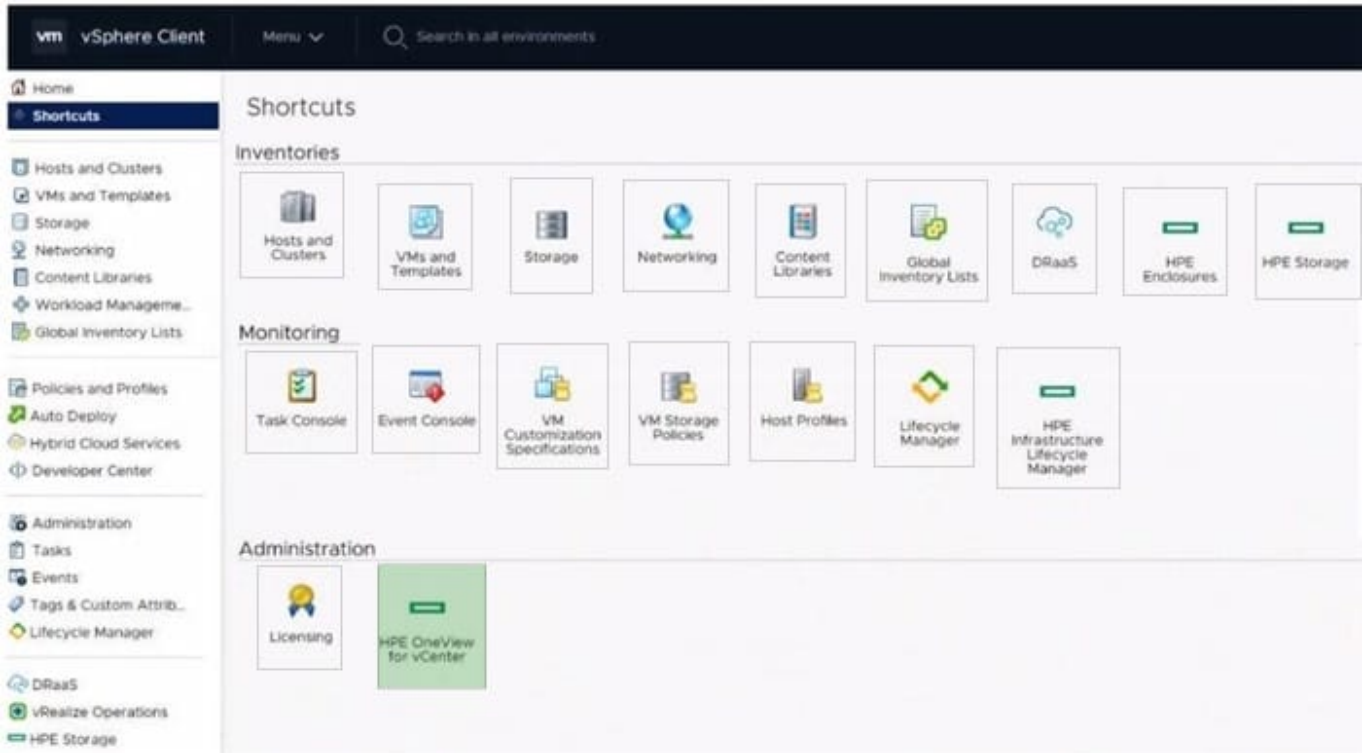 vm vSphere Client Menu Search in all environments
Home
Shortcuts
Hosts and Clusters
VMs and Templates
Storage
Networking
Content Libraries
Workload Manageme...
Global Inventory Lists
Policies and Profiles
Auto Deploy
Hybrid Cloud Services
Developer Center
Administration
Tasks
Events
Tags & Custom Attrib...
Lifecycle Manager
DRaaS
vRealize Operations
HPE Storage
Shortcuts
Inventories
Hosts and
Clusters
VMs and
Templates
Storage
Networking
Content
Libraries
Global
Inventory Lists
DRaaS
HPE
Enclosures
HPE Storage
Monitoring
Task Console
Event Console
VM
Customization
Specifications
VM Storage
Policies
Host Profiles
Lifecycle
Manager
HPE
Infrastructure
Lifecycle
Manager
Administration
Licensing
HPE OneView
for vCenter